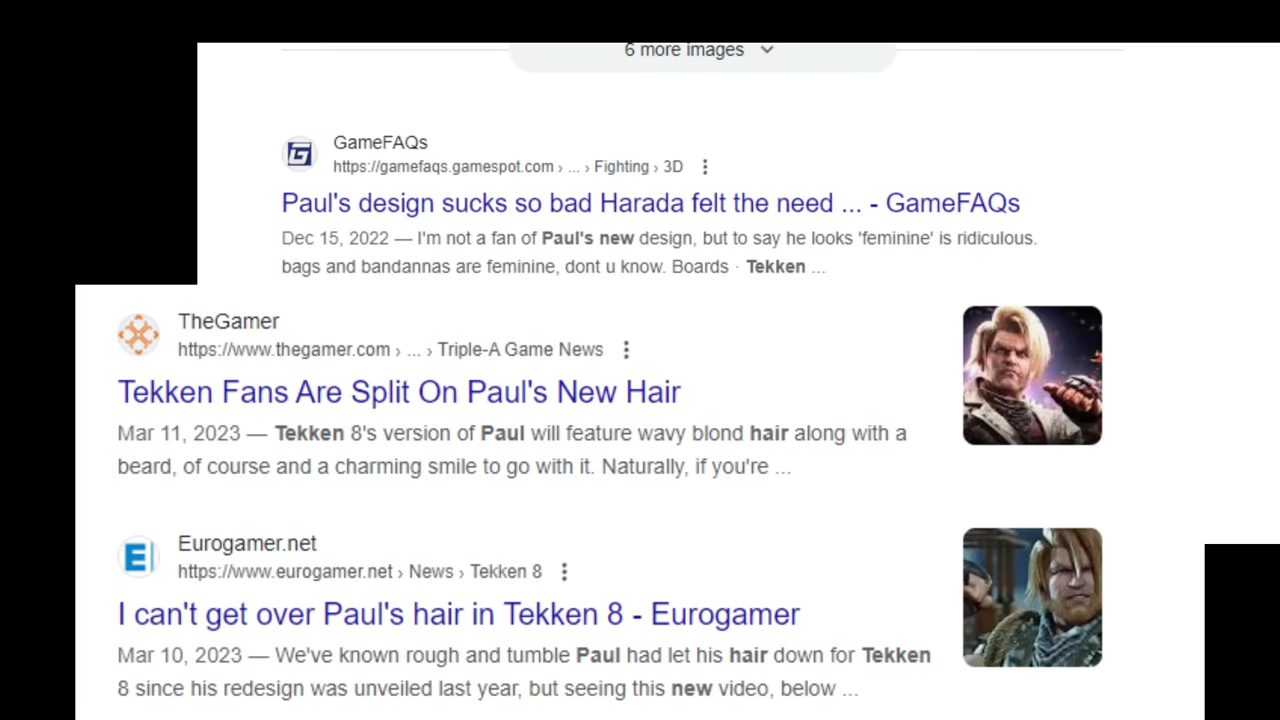 6 more images
GameFAQs
https://gamefaqs.gamespot.com › ... › Fighting › 3D
Paul's design sucks so bad Harada felt the need ... - GameFAQs
Dec 15, 2022 — I'm not a fan of Paul's new design, but to say he looks 'feminine' is ridiculous.
bags and bandannas are feminine, dont u know. Boards · Tekken ...
TheGamer
https://www.thegamer.com › ... › Triple-A Game News
Tekken Fans Are Split On Paul's New Hair
Mar 11, 2023 — Tekken 8's version of Paul will feature wavy blond hair along with a
beard, of course and a charming smile to go with it. Naturally, if you're ...
Eurogamer.net
https://www.eurogamer.net › News › Tekken 8
I can't get over Paul's hair in Tekken 8 - Eurogamer
Mar 10, 2023 — We've known rough and tumble Paul had let his hair down for Tekken
8 since his redesign was unveiled last year, but seeing this new video, below ...